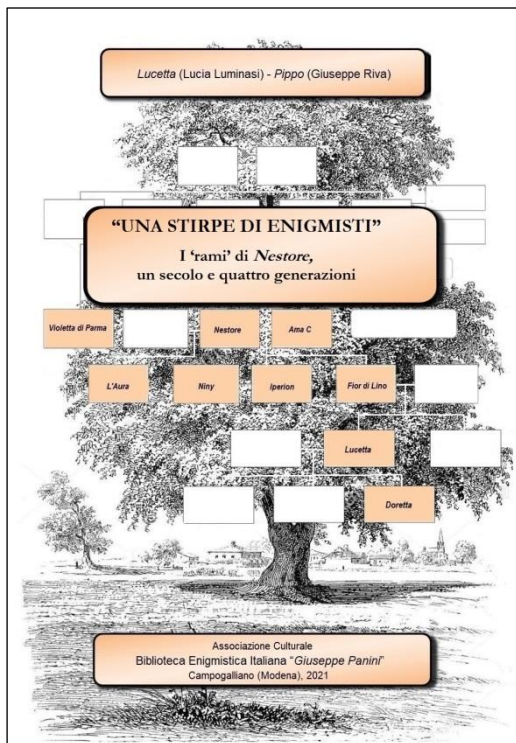 Lucetta (Lucia Luminasi) - Pippo (Giuseppe Riva)
“UNA STIRPE DI ENIGMISTI”
I ‘rami’ di Nestore,
un secolo e quattro generazioni
Violetta di Parma
Nestore
Ama C
L'Aura
Niny
Iperion
Fior di Lino
Lucetta
Doretta
Associazione Culturale
Biblioteca Enigmistica Italiana “Giuseppe Panini”
Campogalliano (Modena), 2021